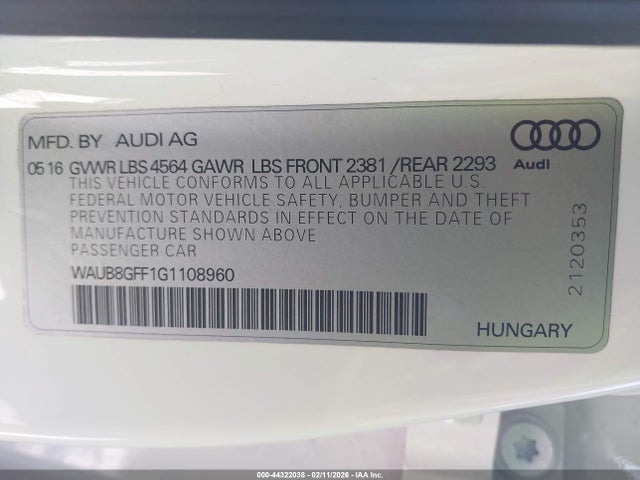 MFD. BY AUDI AG
Audi
05 16 GVWR LBS 4564 GAWR LBS FRONT 2381 /REAR 2293
THIS VEHICLE CONFORMS TO ALL APPLICABLE U.S.
FEDERAL MOTOR VEHICLE SAFETY, BUMPER AND THEFT
PREVENTION STANDARDS IN EFFECT ON THE DATE OF
MANUFACTURE SHOWN ABOVE
PASSENGER CAR
WAUB8GFF1G1108960
2120353
HUNGARY
000-44322038 - 02/11/2026 - IAA Inc.